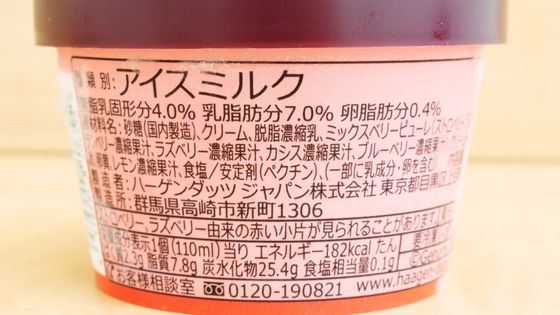 類 別:アイスミルク
脂乳固形分4.0% 乳脂肪分7.0% 卵脂肪分0.4%
材料名:砂糖(国内製造)、クリーム、脱脂濃縮乳、ミックスベリーピューレ(ストロベリー
ラズベリー濃縮果汁、ラズベリー濃縮果汁、カシス濃縮果汁、ブルーベリー濃縮果汁
卵黄、レモン濃縮果汁、食塩/安定剤(ペクチン)、(一部に乳成分・卵を含む)
製造者:ハーゲンダッツ ジャパン株式会社 東京都目黒区
製造所:群馬県高崎市新町1306
ストロベリー、ラズベリー由来の赤い小片が見られることがあります
成分表示1個(110ml)当り エネルギー182kcal たん
2.3g 脂質7.8g 炭水化物25.4g 食塩相当量0.1g
お客様相談室 0120-190821 www.haagen-da